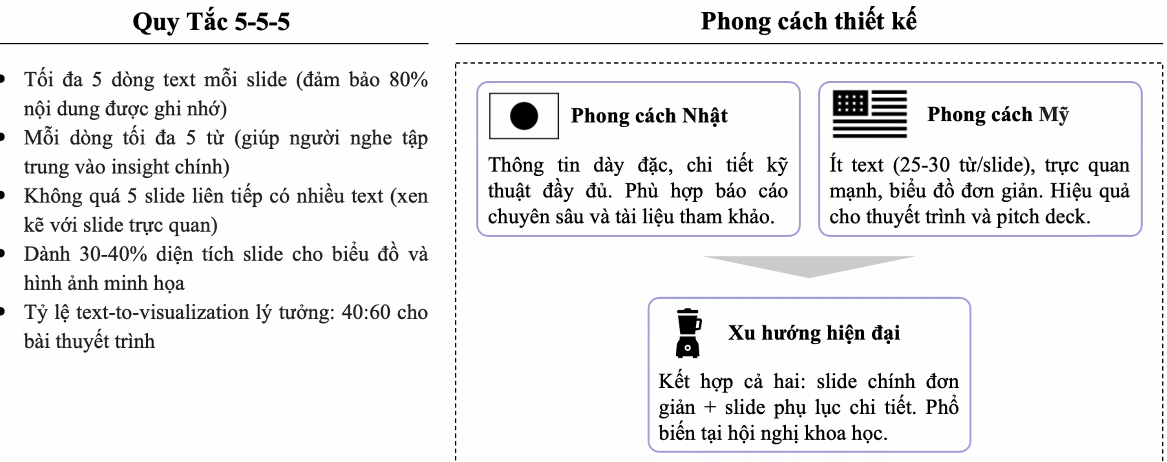 Quy Tắc 5-5-5
Tối đa 5 dòng text mỗi slide (đảm bảo 80%
nội dung được ghi nhớ)
Mỗi dòng tối đa 5 từ (giúp người nghe tập
trung vào insight chính)
Không quá 5 slide liên tiếp có nhiều text (xen
kẽ với slide trực quan)
Dành 30-40% diện tích slide cho biểu đồ và
hình ảnh minh họa
Tỷ lệ text-to-visualization lý tưởng: 40:60 cho
bài thuyết trình
Phong cách thiết kế
Phong cách Nhật
Thông tin dày đặc, chi tiết kỹ
thuật đầy đủ. Phù hợp báo cáo
chuyên sâu và tài liệu tham khảo.
Phong cách Mỹ
Ít text (25-30 từ/slide), trực quan
mạnh, biểu đồ đơn giản. Hiệu quả
cho thuyết trình và pitch deck.
Xu hướng hiện đại
Kết hợp cả hai: slide chính đơn
giản + slide phụ lục chi tiết. Phổ
biến tại hội nghị khoa học.